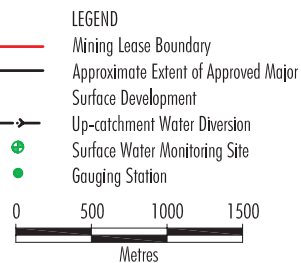 LEGEND
Mining Lease Boundary
Approximate Extent of Approved Major
Surface Development
Up-catchment Water Diversion
Surface Water Monitoring Site
Gauging Station
0 500 1000 1500
Metres